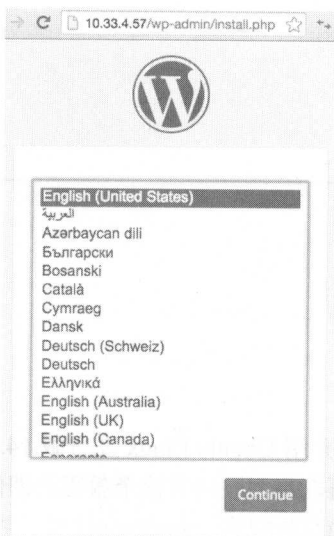 10.33.4.57/wp-admin/install.php
English (United States)
العربية
Azərbaycan dili
Български
Bosanski
Català
Cymraeg
Dansk
Deutsch (Schweiz)
Deutsch
Ελληνικά
English (Australia)
English (UK)
English (Canada)
Esperanto
Continue